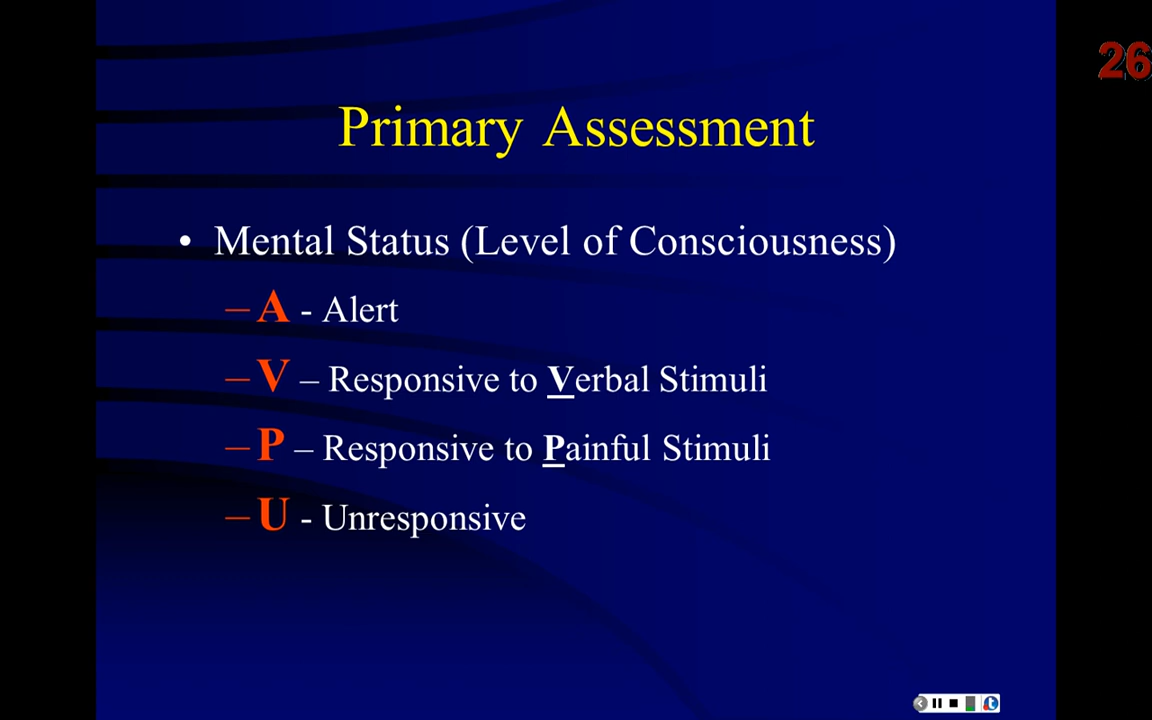 26
Primary Assessment
• Mental Status (Level of Consciousness)
– A - Alert
– V – Responsive to Verbal Stimuli
– P – Responsive to Painful Stimuli
– U - Unresponsive